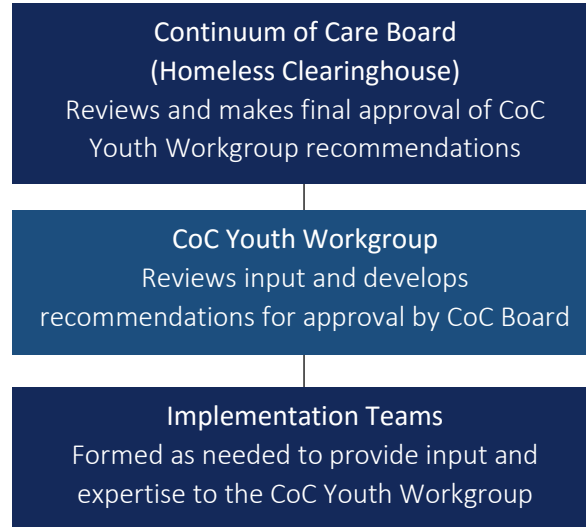 Continuum of Care Board
(Homeless Clearinghouse)
Reviews and makes final approval of CoC
Youth Workgroup recommendations
CoC Youth Workgroup
Reviews input and develops
recommendations for approval by CoC Board
Implementation Teams
Formed as needed to provide input and
expertise to the CoC Youth Workgroup